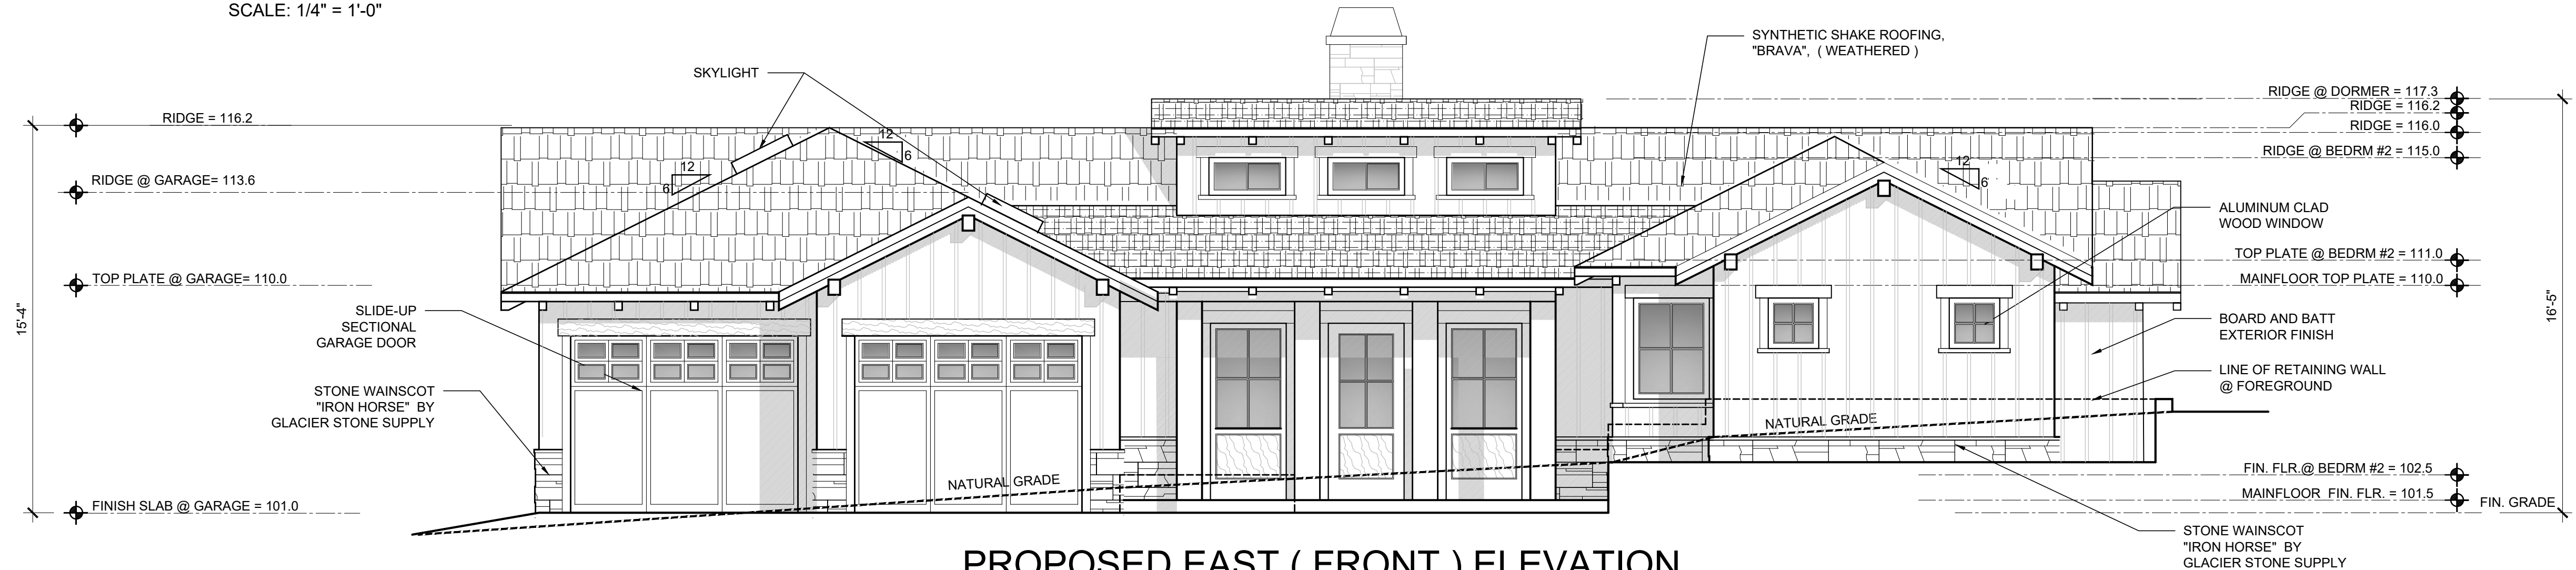 SCALE: 1/4" = 1'-0"
SKYLIGHT
SYNTHETIC SHAKE ROOFING,
"BRAVA", ( WEATHERED )
RIDGE = 116.2
RIDGE @ GARAGE= 113.6
TOP PLATE @ GARAGE= 110.0
15'-4"
SLIDE-UP
SECTIONAL
GARAGE DOOR
STONE WAINSCOT
"IRON HORSE" BY
GLACIER STONE SUPPLY
FINISH SLAB @ GARAGE = 101.0
12
6
12
6
12
6
NATURAL GRADE
NATURAL GRADE
RIDGE @ DORMER = 117.3
RIDGE = 116.2
RIDGE = 116.0
RIDGE @ BEDRM #2 = 115.0
ALUMINUM CLAD
WOOD WINDOW
TOP PLATE @ BEDRM #2 = 111.0
MAINFLOOR TOP PLATE = 110.0
16'-5"
BOARD AND BATT
EXTERIOR FINISH
LINE OF RETAINING WALL
@ FOREGROUND
FIN. FLR.@ BEDRM #2 = 102.5
MAINFLOOR FIN. FLR. = 101.5
FIN. GRADE
STONE WAINSCOT
"IRON HORSE" BY
GLACIER STONE SUPPLY
PROPOSED EAST ( FRONT ) ELEVATION